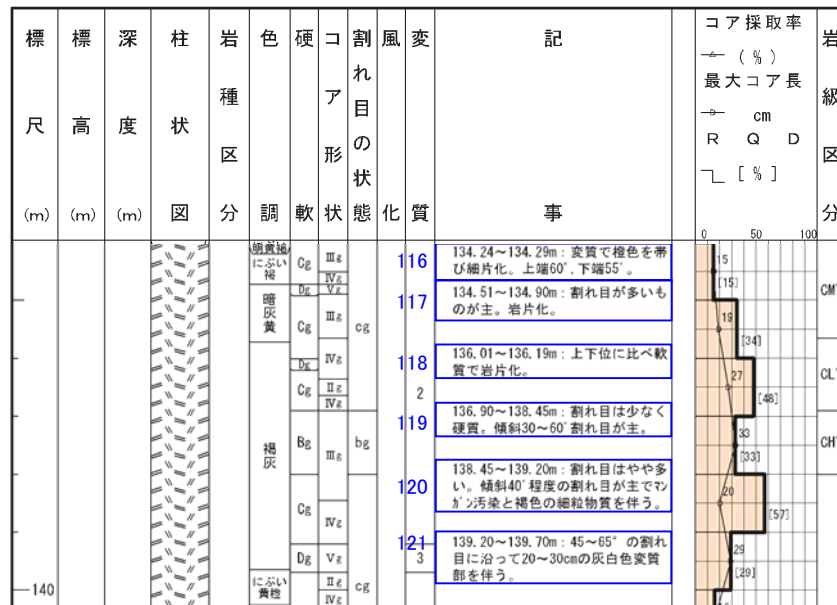 標尺(m)
標高(m)
深度(m)
柱状図
岩種区分
色調
硬軟
コア形状
割れ目の状態
風化
変質
記事
コア採取率
(%)
最大コア長
cm
RQD
[%]
岩級区分
0 50 100
明黄褐
にぶい
褐
暗灰黄
褐灰
にぶい
黄橙
Cg
Dg
Cg
Dg
Cg
Bg
Cg
Dg
Ⅲg
Ⅳg
Ⅴg
Ⅲg
Ⅳg
Ⅱg
Ⅳg
Ⅲg
Ⅳg
Ⅴg
Ⅱg
Ⅳg
cg
bg
cg
2
3
116
134.24~134.29m:変質で橙色を帯
び細片化。上端60°,下端55°。
117
134.51~134.90m:割れ目が多いも
のが主。岩片化。
118
136.01~136.19m:上下位に比べ軟
質で岩片化。
119
136.90~138.45m:割れ目は少なく
硬質。傾斜30~60°割れ目が主。
120
138.45~139.20m:割れ目はやや多
い。傾斜40°程度の割れ目が主でマン
ガン汚染と褐色の細粒物質を伴う。
121
139.20~139.70m:45~65°の割れ
目に沿って20~30cmの灰白色変質
部を伴う。
15
[15]
19
[34]
27
[48]
33
[33]
20
[57]
29
[29]
140